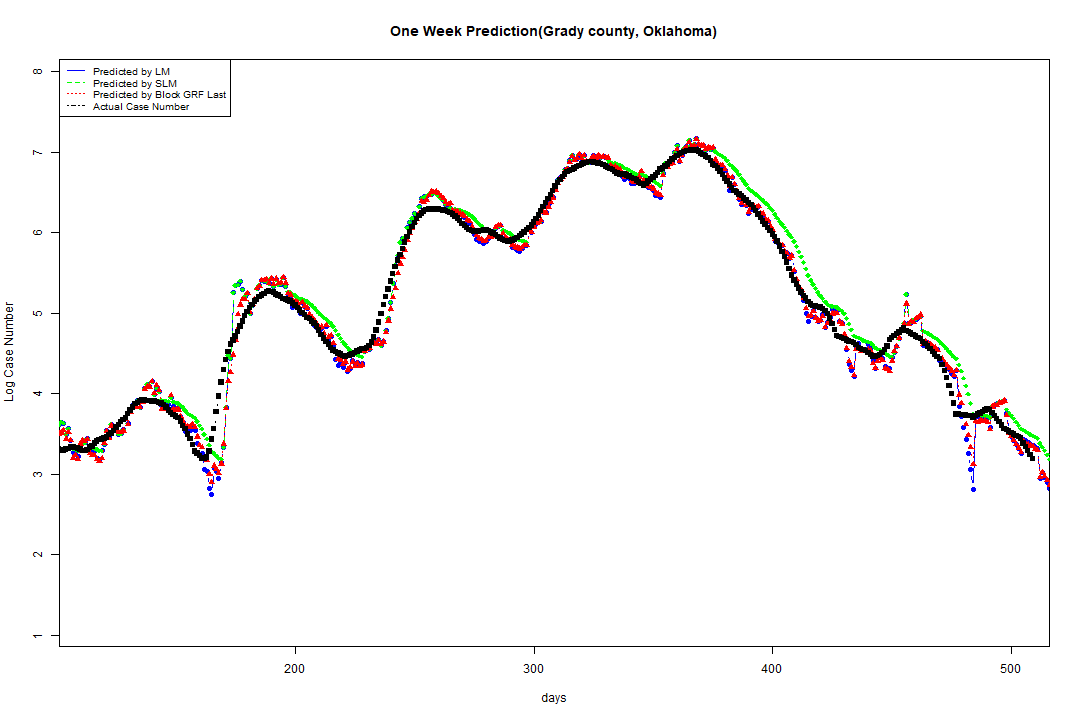 One Week Prediction(Grady county, Oklahoma)
8
7
6
5
4
3
2
1
Log Case Number
Predicted by LM
Predicted by SLM
Predicted by Block GRF Last
Actual Case Number
200
300
400
500
days